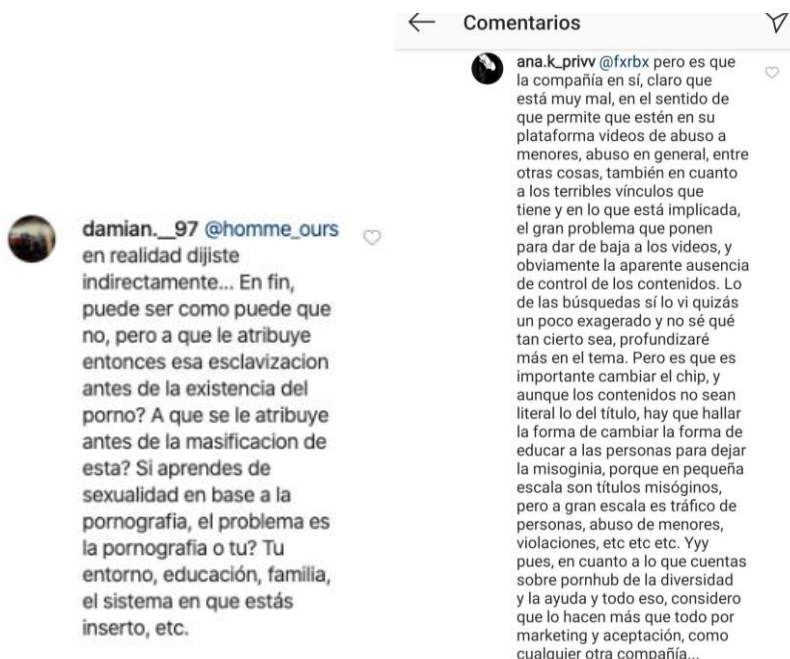 damian.__97 @homme_ours
en realidad dijiste
indirectamente... En fin,
puede ser como puede que
no, pero a que le atribuye
entonces esa esclavizacion
antes de la existencia del
porno? A que se le atribuye
antes de la masificacion de
esta? Si aprendes de
sexualidad en base a la
pornografia, el problema es
la pornografia o tu? Tu
entorno, educación, familia,
el sistema en que estás
inserto, etc.
Comentarios
ana.k_privv @fxrbx pero es que
la compañía en sí, claro que
está muy mal, en el sentido de
que permite que estén en su
plataforma videos de abuso a
menores, abuso en general, entre
otras cosas, también en cuanto
a los terribles vínculos que
tiene y en lo que está implicada,
el gran problema que ponen
para dar de baja a los videos, y
obviamente la aparente ausencia
de control de los contenidos. Lo
de las búsquedas sí lo vi quizás
un poco exagerado y no sé qué
tan cierto sea, profundizaré
más en el tema. Pero es que es
importante cambiar el chip, y
aunque los contenidos no sean
literal lo del título, hay que hallar
la forma de cambiar la forma de
educar a las personas para dejar
la misoginia, porque en pequeña
escala son títulos misóginos,
pero a gran escala es tráfico de
personas, abuso de menores,
violaciones, etc etc etc. Yyy
pues, en cuanto a lo que cuentas
sobre pornhub de la diversidad
y la ayuda y todo eso, considero
que lo hacen más que todo por
marketing y aceptación, como
cualquier otra compañía...